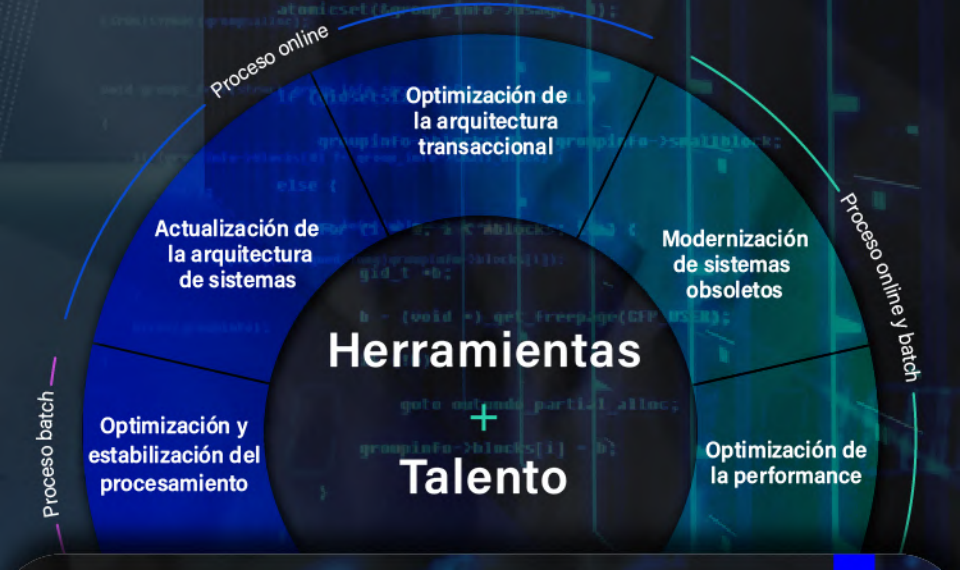 Proceso online
Optimización de
la arquitectura
transaccional
Actualización de
la arquitectura
de sistemas
Modernización
de sistemas
obsoletos
Proceso online y batch
Proceso batch
Optimización y
estabilización del
procesamiento
Herramientas
+
Talento
Optimización de
la performance